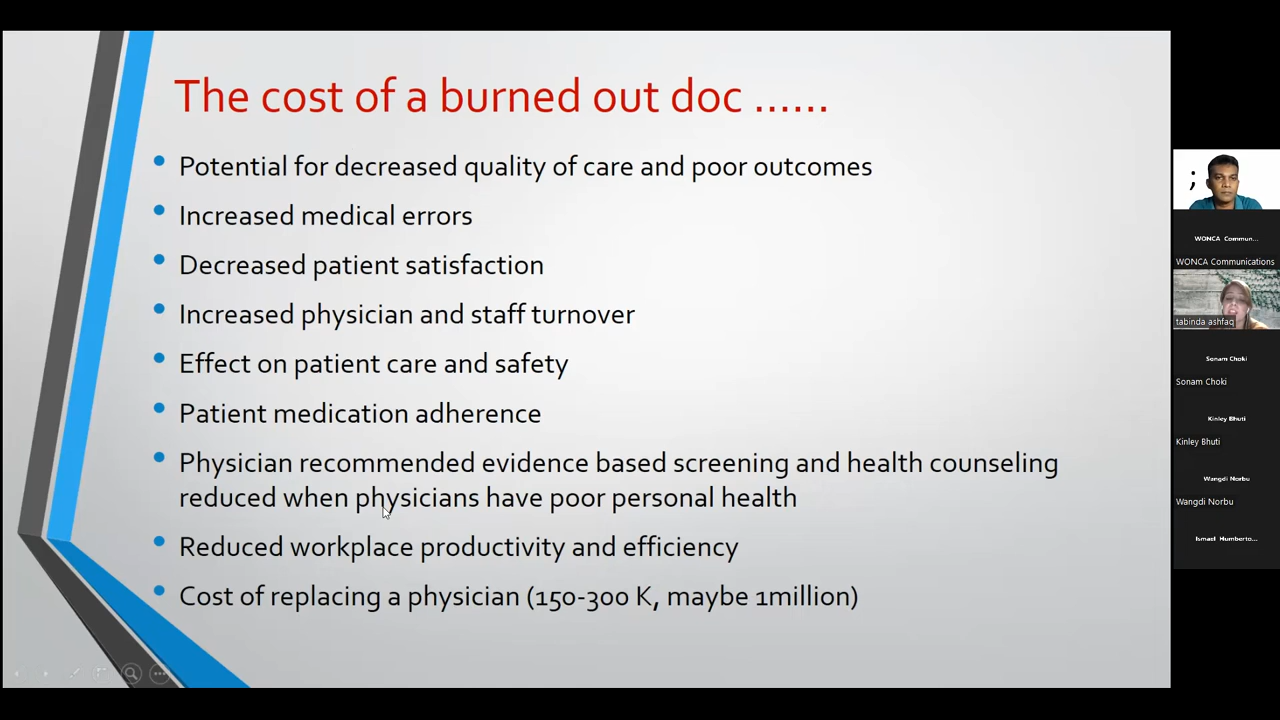 The cost of a burned out doc ......
• Potential for decreased quality of care and poor outcomes
• Increased medical errors
• Decreased patient satisfaction
• Increased physician and staff turnover
• Effect on patient care and safety
• Patient medication adherence
• Physician recommended evidence based screening and health counseling
reduced when physicians have poor personal health
• Reduced workplace productivity and efficiency
• Cost of replacing a physician (150-300 K, maybe 1million)
;
WONCA Commun...
WONCA Communications
tabinda ashfaq
Sonam Choki
Sonam Choki
Kinley Bhuti
Kinley Bhuti
Wangdi Norbu
Wangdi Norbu
Ismael Humberto...